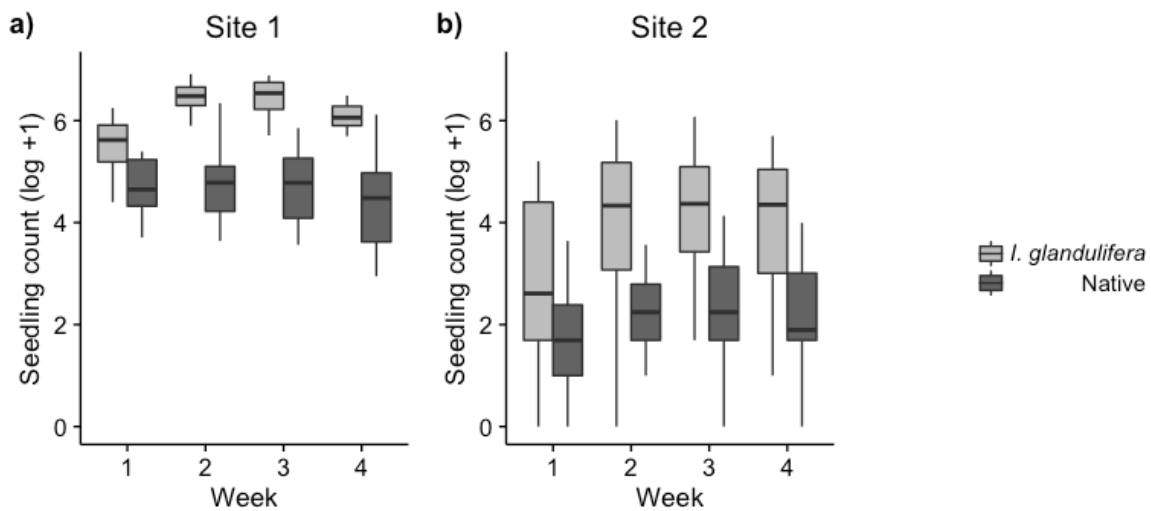 a)
Site 1
Seedling count (log +1)
6
4
2
0
1 2 3 4
Week
b)
Site 2
Seedling count (log +1)
6
4
2
0
1 2 3 4
Week
I. glandulifera
Native